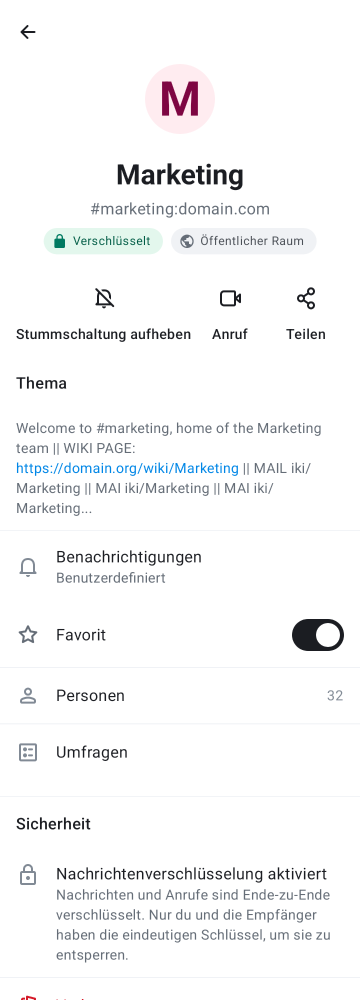 M
Marketing
#marketing:domain.com
Verschlüsselt
Öffentlicher Raum
Stummschaltung aufheben
Anruf
Teilen
Thema
Welcome to #marketing, home of the Marketing
team || WIKI PAGE:
https://domain.org/wiki/Marketing || MAIL iki/
Marketing || MAI iki/Marketing || MAI iki/
Marketing...
Benachrichtigungen
Benutzerdefiniert
Favorit
Personen
32
Umfragen
Sicherheit
Nachrichtenverschlüsselung aktiviert
Nachrichten und Anrufe sind Ende-zu-Ende
verschlüsselt. Nur du und die Empfänger
haben die eindeutigen Schlüssel, um sie zu
entsperren.